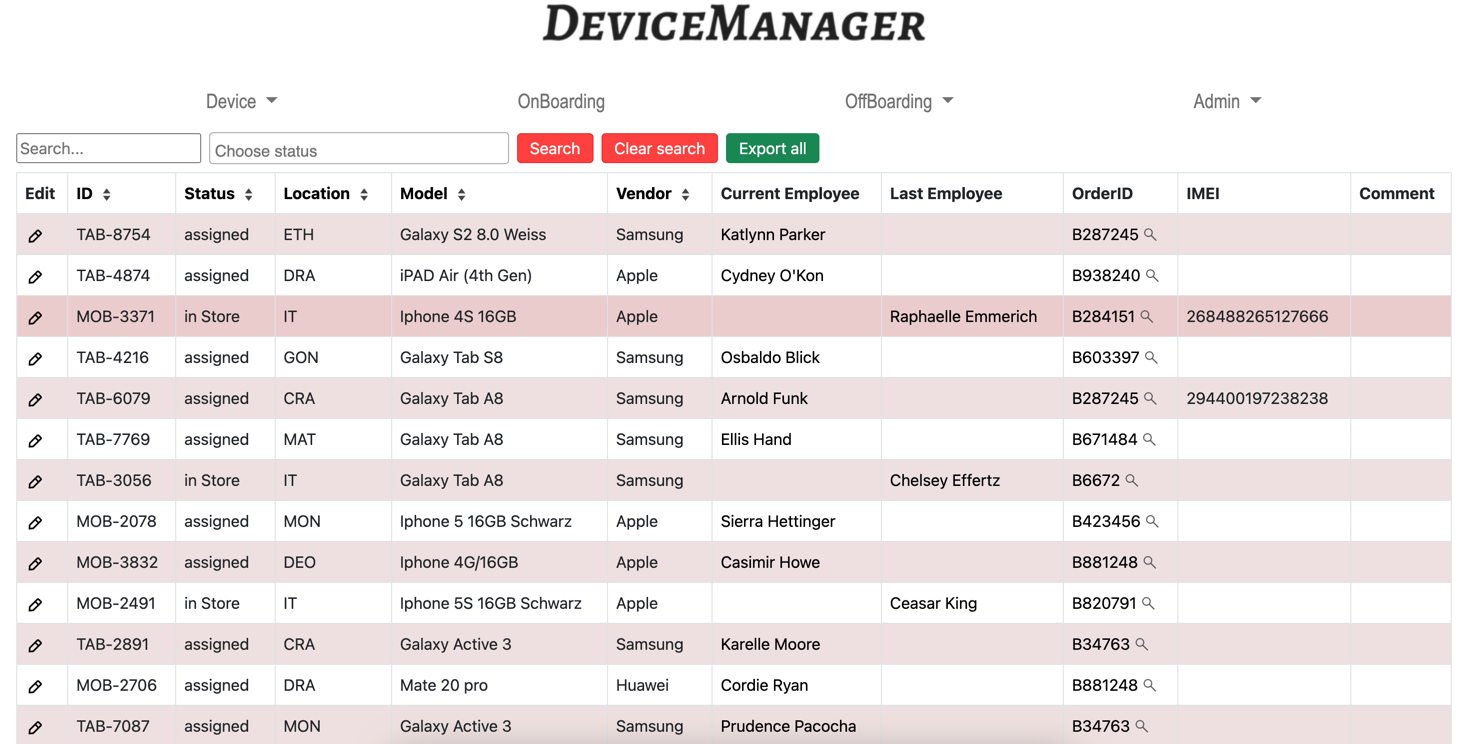 DEVICEMANAGER
Device OnBoarding OffBoarding Admin
Search... Choose status Search Clear search Export all
Edit ID Status Location Model Vendor Current Employee Last Employee OrderID IMEI Comment
TAB-8754 assigned ETH Galaxy S2 8.0 Weiss Samsung Katlynn Parker B287245
TAB-4874 assigned DRA iPAD Air (4th Gen) Apple Cydney O'Kon B938240
MOB-3371 in Store IT Iphone 4S 16GB Apple Raphaelle Emmerich B284151 268488265127666
TAB-4216 assigned GON Galaxy Tab S8 Samsung Osbaldo Blick B603397
TAB-6079 assigned CRA Galaxy Tab A8 Samsung Arnold Funk B287245 294400197238238
TAB-7769 assigned MAT Galaxy Tab A8 Samsung Ellis Hand B671484
TAB-3056 in Store IT Galaxy Tab A8 Samsung Chelsey Effertz B6672
MOB-2078 assigned MON Iphone 5 16GB Schwarz Apple Sierra Hettinger B423456
MOB-3832 assigned DEO Iphone 4G/16GB Apple Casimir Howe B881248
MOB-2491 in Store IT Iphone 5S 16GB Schwarz Apple Ceasar King B820791
TAB-2891 assigned CRA Galaxy Active 3 Samsung Karelle Moore B34763
MOB-2706 assigned DRA Mate 20 pro Huawei Cordie Ryan B881248
TAB-7087 assigned MON Galaxy Active 3 Samsung Prudence Pacocha B34763